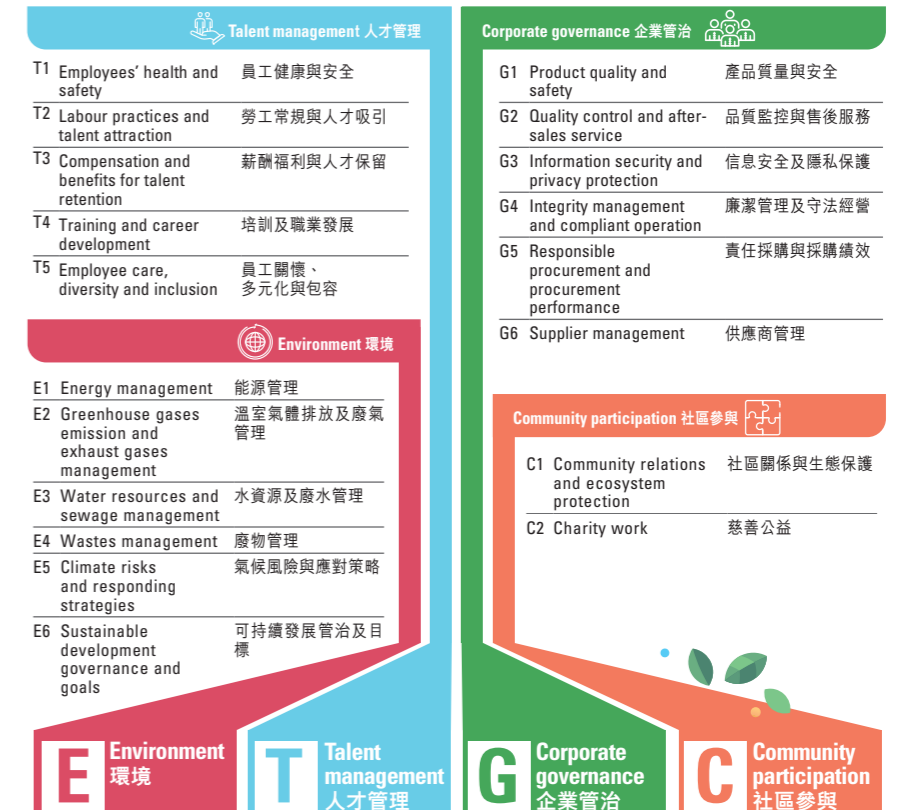 Talent management 人才管理
T1 Employees’ health and 員工健康與安全
safety
T2 Labour practices and 勞工常規與人才吸引
talent attraction
T3 Compensation and 薪酬福利與人才保留
benefits for talent
retention
T4 Training and career 培訓及職業發展
development
T5 Employee care, 員工關懷、
diversity and inclusion 多元化與包容
Environment 環境
E1 Energy management 能源管理
E2 Greenhouse gases 溫室氣體排放及廢氣
emission and 管理
exhaust gases
management
E3 Water resources and 水資源及廢水管理
sewage management
E4 Wastes management 廢物管理
E5 Climate risks 氣候風險與應對策略
and responding
strategies
E6 Sustainable 可持續發展管治及目
development 標
governance and
goals
Corporate governance 企業管治
G1 Product quality and 產品質量與安全
safety
G2 Quality control and after- 品質監控與售後服務
sales service
G3 Information security and 信息安全及隱私保護
privacy protection
G4 Integrity management 廉潔管理及守法經營
and compliant operation
G5 Responsible 責任採購與採購績效
procurement and
procurement
performance
G6 Supplier management 供應商管理
Community participation 社區參與
C1 Community relations 社區關係與生態保護
and ecosystem
protection
C2 Charity work 慈善公益
E Environment
環境
T Talent
management
人才管理
G Corporate
governance
企業管治
C Community
participation
社區參與